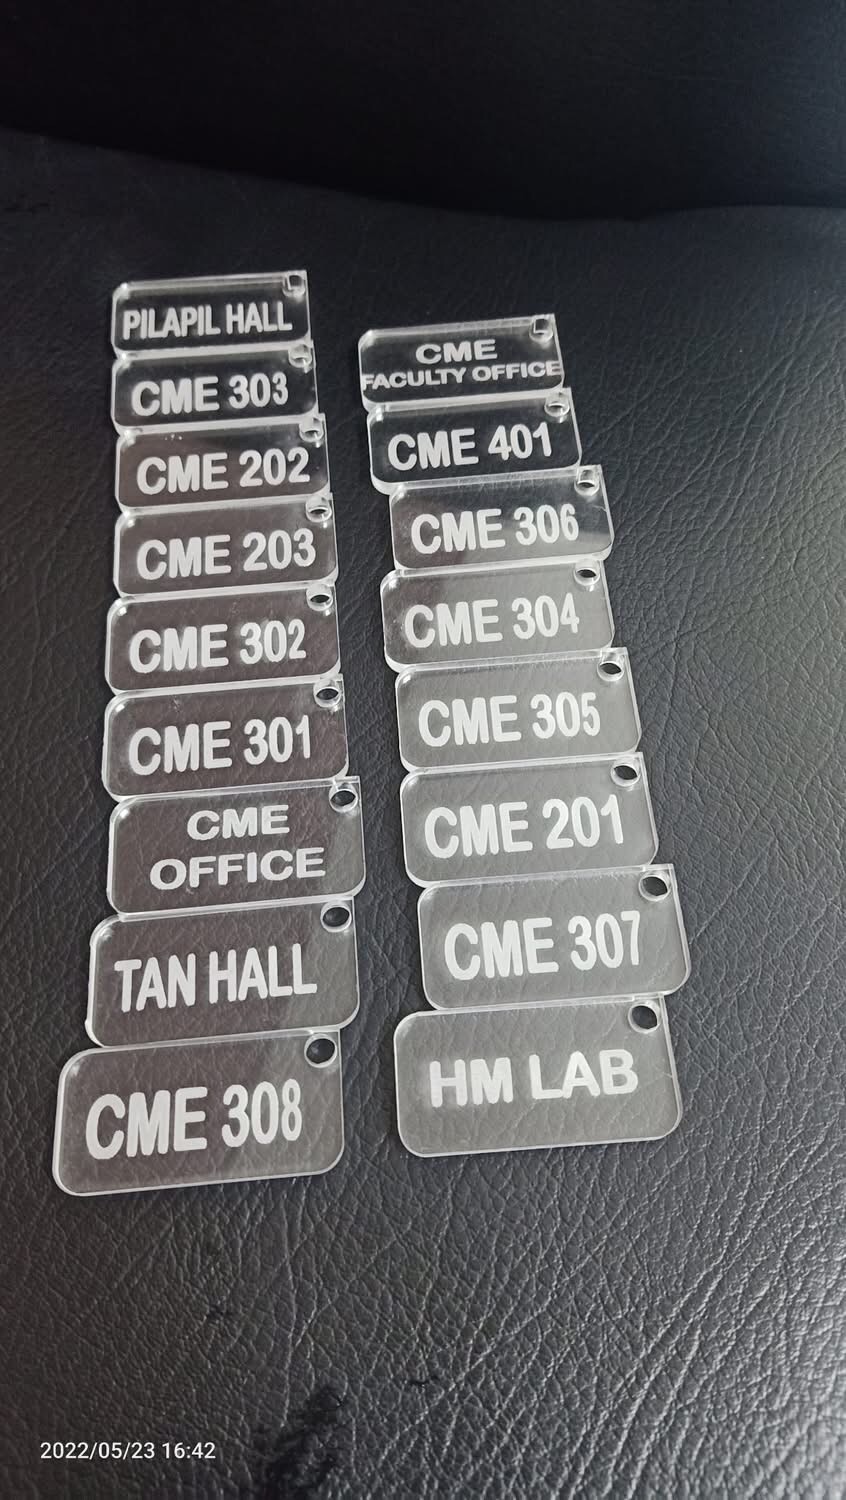 PILAPIL HALL
CME 303
CME 202
CME 203
CME 302
CME 301
CME
OFFICE
TAN HALL
CME 308
CME
FACULTY OFFICE
CME 401
CME 306
CME 304
CME 305
CME 201
CME 307
HM LAB
2022/05/23 16:42